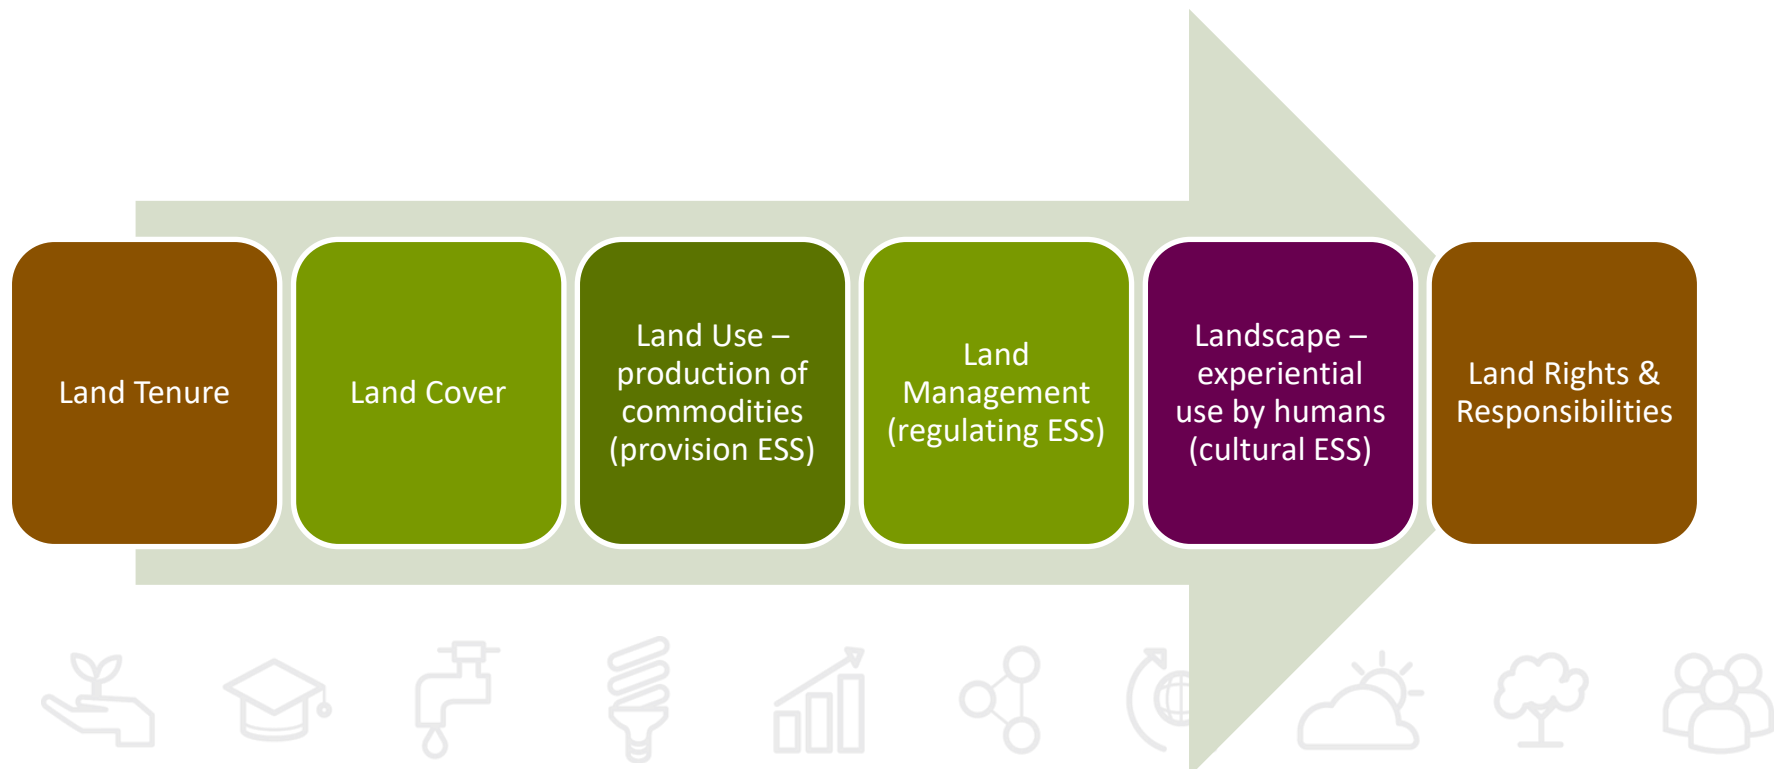 Land Tenure
Land Cover
Land Use –
production of
commodities
(provision ESS)
Land
Management
(regulating ESS)
Landscape –
experiential
use by humans
(cultural ESS)
Land Rights &
Responsibilities